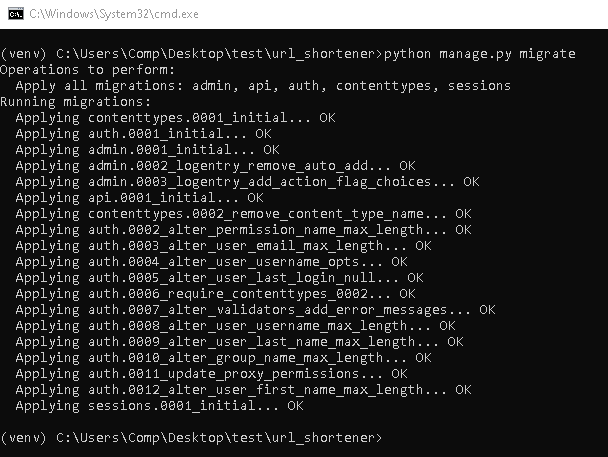 C:\Windows\System32\cmd.exe
(venv) C:\Users\Comp\Desktop\test\url_shortener>python manage.py migrate
Operations to perform:
  Apply all migrations: admin, api, auth, contenttypes, sessions
Running migrations:
  Applying contenttypes.0001_initial... OK
  Applying auth.0001_initial... OK
  Applying admin.0001_initial... OK
  Applying admin.0002_logentry_remove_auto_add... OK
  Applying admin.0003_logentry_add_action_flag_choices... OK
  Applying api.0001_initial... OK
  Applying contenttypes.0002_remove_content_type_name... OK
  Applying auth.0002_alter_permission_name_max_length... OK
  Applying auth.0003_alter_user_email_max_length... OK
  Applying auth.0004_alter_user_username_opts... OK
  Applying auth.0005_alter_user_last_login_null... OK
  Applying auth.0006_require_contenttypes_0002... OK
  Applying auth.0007_alter_validators_add_error_messages... OK
  Applying auth.0008_alter_user_username_max_length... OK
  Applying auth.0009_alter_user_last_name_max_length... OK
  Applying auth.0010_alter_group_name_max_length... OK
  Applying auth.0011_update_proxy_permissions... OK
  Applying auth.0012_alter_user_first_name_max_length... OK
  Applying sessions.0001_initial... OK
(venv) C:\Users\Comp\Desktop\test\url_shortener>